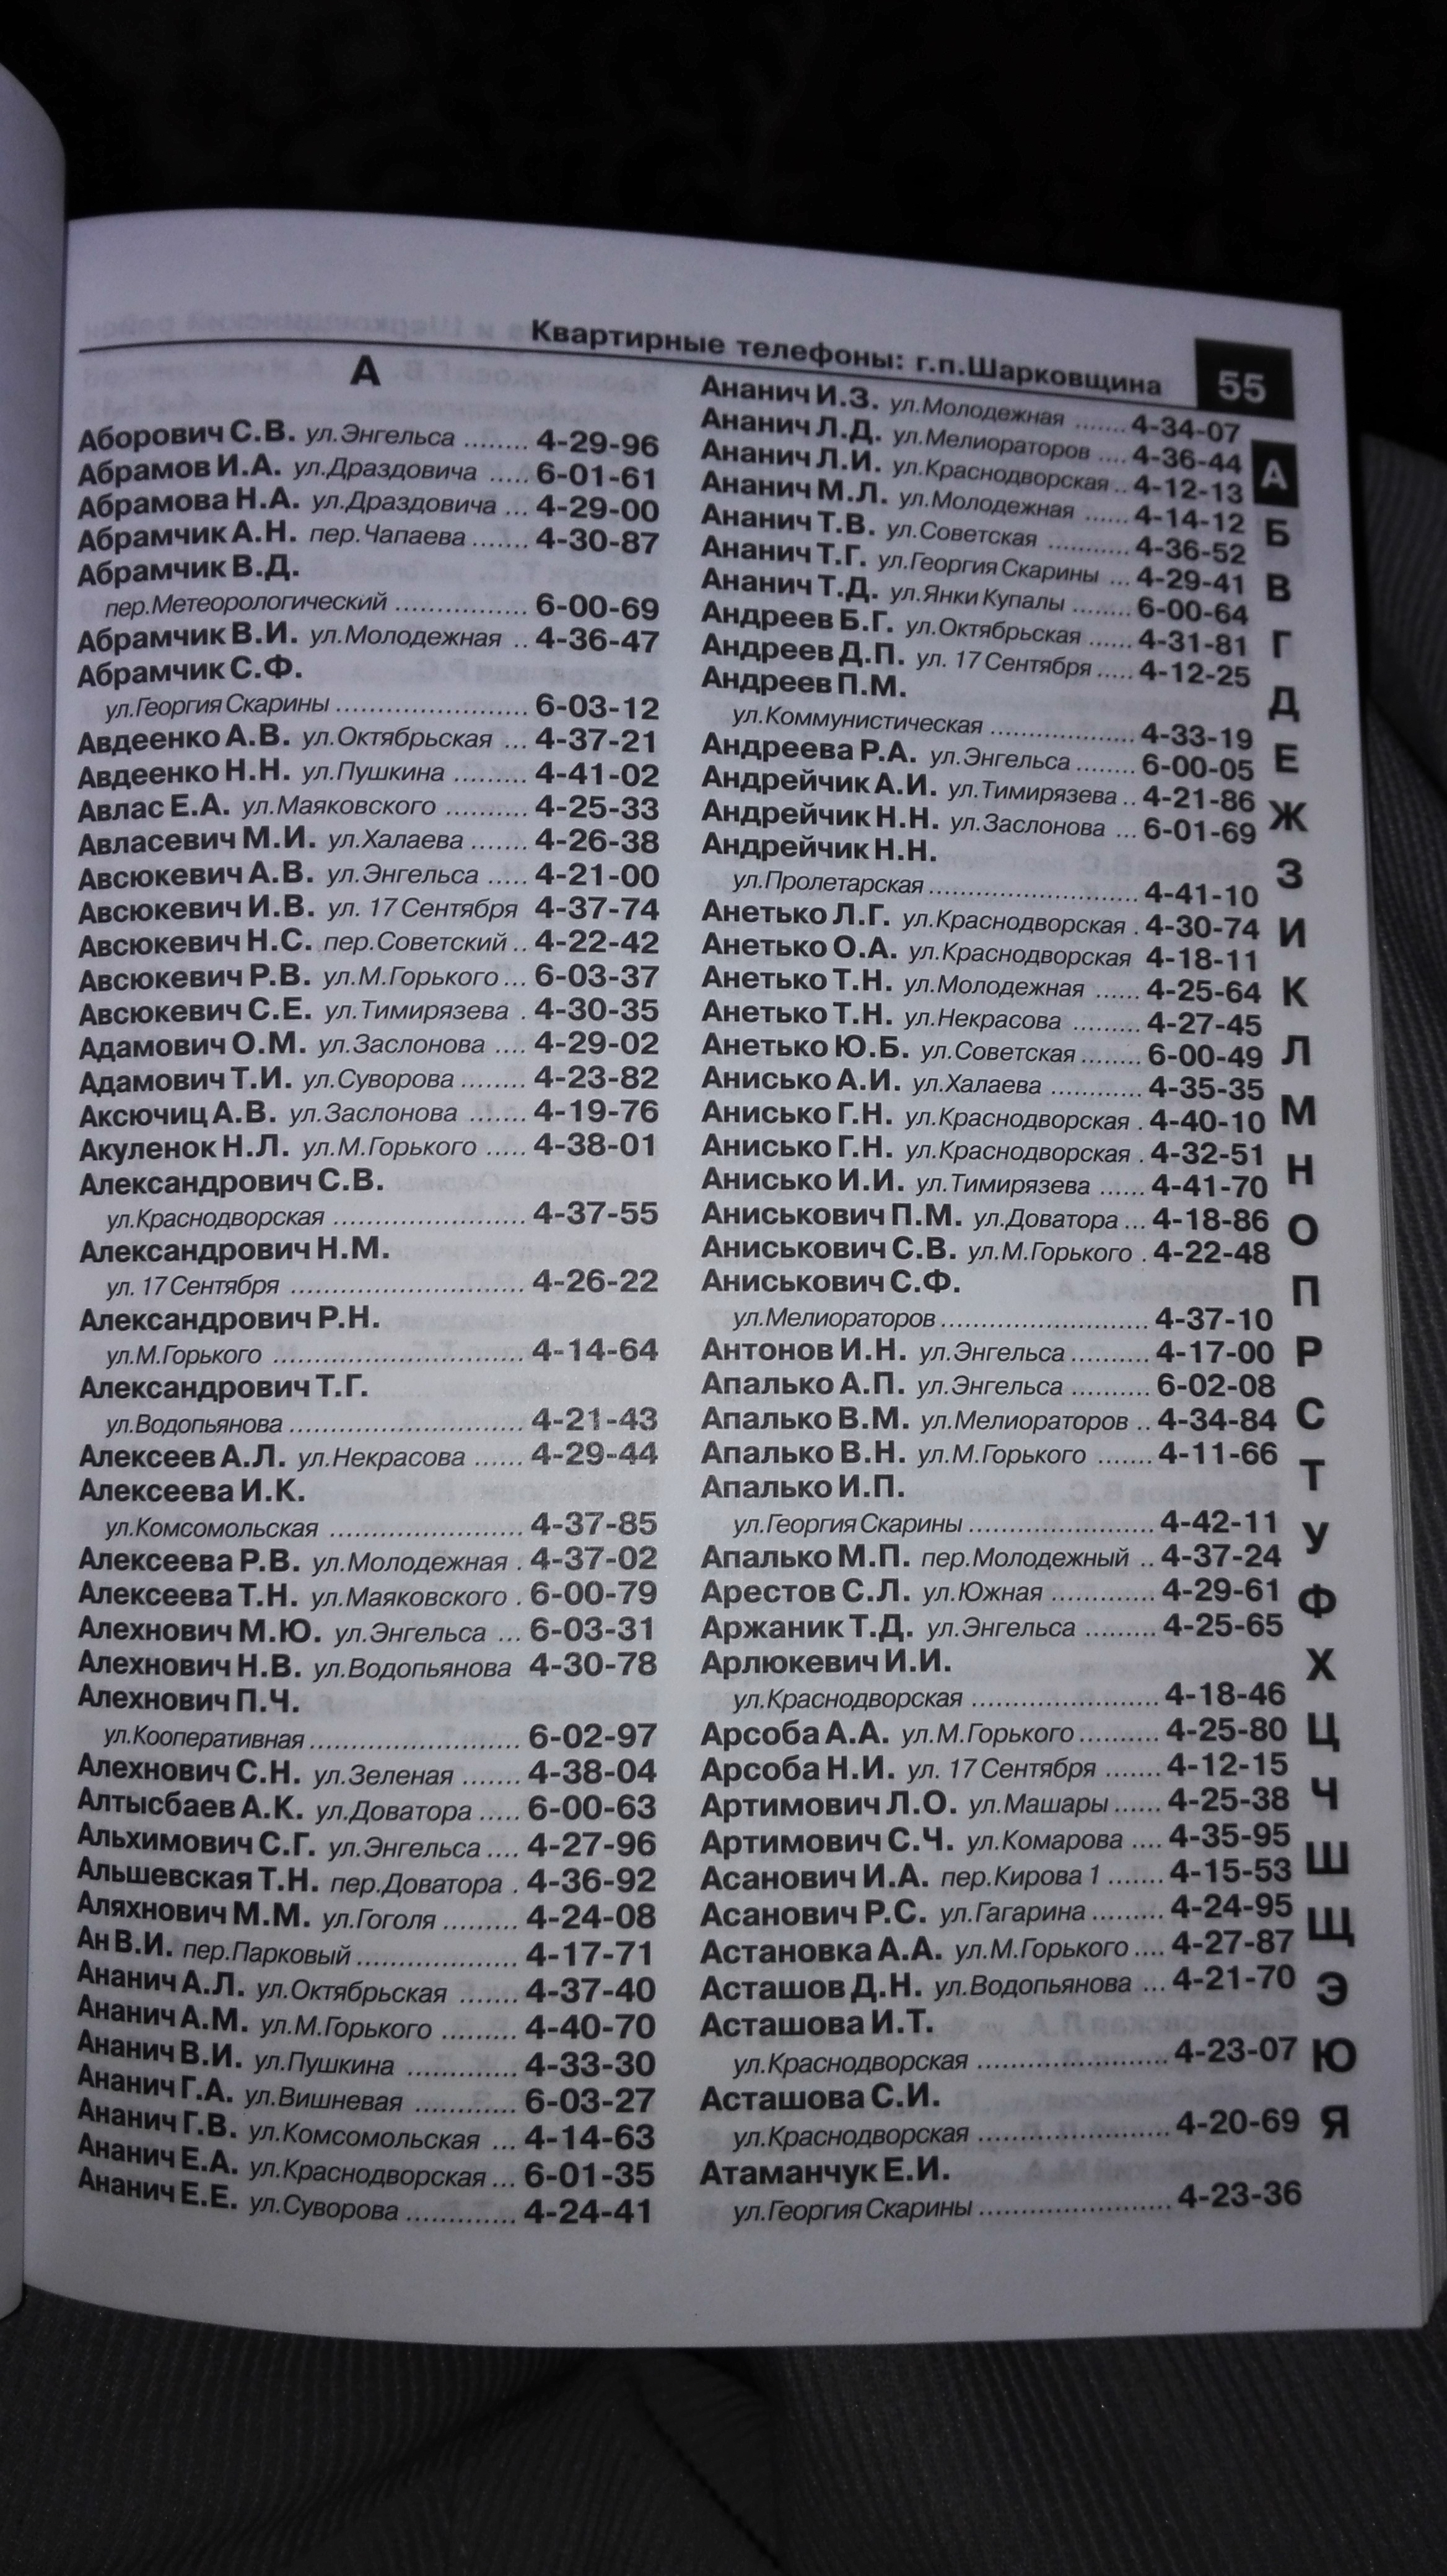 Квартирные телефоны: г.п.Шарковщина 55
А
Аборович С.В. ул.Энгельса ........ 4-29-96
Абрамов И.А. ул.Драздовича ..... 6-01-61
Абрамова Н.А. ул.Драздовича ... 4-29-00
Абрамчик А.Н. пер.Чапаева ....... 4-30-87
Абрамчик В.Д.
пер.Метеорологический ................ 6-00-69
Абрамчик В.И. ул.Молодежная .. 4-36-47
Абрамчик С.Ф.
ул.Георгия Скарины ....................... 6-03-12
Авдеенко А.В. ул.Октябрьская ... 4-37-21
Авдеенко Н.Н. ул.Пушкина ......... 4-41-02
Авлас Е.А. ул.Маяковского .......... 4-25-33
Авласевич М.И. ул.Халаева ....... 4-26-38
Авсюкевич А.В. ул.Энгельса ..... 4-21-00
Авсюкевич И.В. ул. 17 Сентября 4-37-74
Авсюкевич Н.С. пер.Советский .. 4-22-42
Авсюкевич Р.В. ул.М.Горького ... 6-03-37
Авсюкевич С.Е. ул.Тимирязева . 4-30-35
Адамович О.М. ул.Заслонова .... 4-29-02
Адамович Т.И. ул.Суворова ........ 4-23-82
Аксючиц А.В. ул.Заслонова ....... 4-19-76
Акуленок Н.Л. ул.М.Горького ..... 4-38-01
Александрович С.В.
ул.Краснодворская ....................... 4-37-55
Александрович Н.М.
ул. 17 Сентября ............................ 4-26-22
Александрович Р.Н.
ул.М.Горького .............................. 4-14-64
Александрович Т.Г.
ул.Водопьянова ............................ 4-21-43
Алексеев А.Л. ул.Некрасова ...... 4-29-44
Алексеева И.К.
ул.Комсомольская ....................... 4-37-85
Алексеева Р.В. ул.Молодежная . 4-37-02
Алексеева Т.Н. ул.Маяковского . 6-00-79
Алехнович М.Ю. ул.Энгельса ... 6-03-31
Алехнович Н.В. ул.Водопьянова 4-30-78
Алехнович П.Ч.
ул.Кооперативная ......................... 6-02-97
Алехнович С.Н. ул.Зеленая ....... 4-38-04
Алтысбаев А.К. ул.Доватора ..... 6-00-63
Альхимович С.Г. ул.Энгельса .... 4-27-96
Альшевская Т.Н. пер.Доватора . 4-36-92
Аляхнович М.М. ул.Гоголя ......... 4-24-08
Ан В.И. пер.Парковый ................... 4-17-71
Ананич А.Л. ул.Октябрьская ....... 4-37-40
Ананич А.М. ул.М.Горького ......... 4-40-70
Ананич В.И. ул.Пушкина ............. 4-33-30
Ананич Г.А. ул.Вишневая ............ 6-03-27
Ананич Г.В. ул.Комсомольская ... 4-14-63
Ананич Е.А. ул.Краснодворская ... 6-01-35
Ананич Е.Е. ул.Суворова ............. 4-24-41
Ананич И.З. ул.Молодежная ....... 4-34-07
Ананич Л.Д. ул.Мелиораторов .... 4-36-44
Ананич Л.И. ул.Краснодворская .. 4-12-13
Ананич М.Л. ул.Молодежная ...... 4-14-12
Ананич Т.В. ул.Советская ........... 4-36-52
Ананич Т.Г. ул.Георгия Скарины ... 4-29-41
Ананич Т.Д. ул.Янки Купалы ........ 6-00-64
Андреев Б.Г. ул.Октябрьская ...... 4-31-81
Андреев Д.П. ул. 17 Сентября ..... 4-12-25
Андреев П.М.
ул.Коммунистическая .................. 4-33-19
Андреева Р.А. ул.Энгельса ........ 6-00-05
Андрейчик А.И. ул.Тимирязева .. 4-21-86
Андрейчик Н.Н. ул.Заслонова ... 6-01-69
Андрейчик Н.Н.
ул.Пролетарская .......................... 4-41-10
Анетько Л.Г. ул.Краснодворская . 4-30-74
Анетько О.А. ул.Краснодворская 4-18-11
Анетько Т.Н. ул.Молодежная ...... 4-25-64
Анетько Т.Н. ул.Некрасова ......... 4-27-45
Анетько Ю.Б. ул.Советская ........ 6-00-49
Анисько А.И. ул.Халаева ............ 4-35-35
Анисько Г.Н. ул.Краснодворская . 4-40-10
Анисько Г.Н. ул.Краснодворская . 4-32-51
Анисько И.И. ул.Тимирязева ...... 4-41-70
Аниськович П.М. ул.Доватора ... 4-18-86
Аниськович С.В. ул.М.Горького . 4-22-48
Аниськович С.Ф.
ул.Мелиораторов ......................... 4-37-10
Антонов И.Н. ул.Энгельса .......... 4-17-00
Апалько А.П. ул.Энгельса .......... 6-02-08
Апалько В.М. ул.Мелиораторов .. 4-34-84
Апалько В.Н. ул.М.Горького ....... 4-11-66
Апалько И.П.
ул.Георгия Скарины ...................... 4-42-11
Апалько М.П. пер.Молодежный .. 4-37-24
Арестов С.Л. ул.Южная ............. 4-29-61
Аржаник Т.Д. ул.Энгельса ......... 4-25-65
Арлюкевич И.И.
ул.Краснодворская ...................... 4-18-46
Арсоба А.А. ул.М.Горького .......... 4-25-80
Арсоба Н.И. ул. 17 Сентября ....... 4-12-15
Артимович Л.О. ул.Машары ...... 4-25-38
Артимович С.Ч. ул.Комарова .... 4-35-95
Асанович И.А. пер.Кирова 1 ....... 4-15-53
Асанович Р.С. ул.Гагарина ......... 4-24-95
Астановка А.А. ул.М.Горького .... 4-27-87
Асташов Д.Н. ул.Водопьянова ... 4-21-70
Асташова И.Т.
ул.Краснодворская ....................... 4-23-07
Асташова С.И.
ул.Краснодворская ....................... 4-20-69
Атаманчук Е.И.
ул.Георгия Скарины ....................... 4-23-36
А
Б
В
Г
Д
Е
Ж
З
И
К
Л
М
Н
О
П
Р
С
Т
У
Ф
Х
Ц
Ч
Ш
Щ
Э
Ю
Я